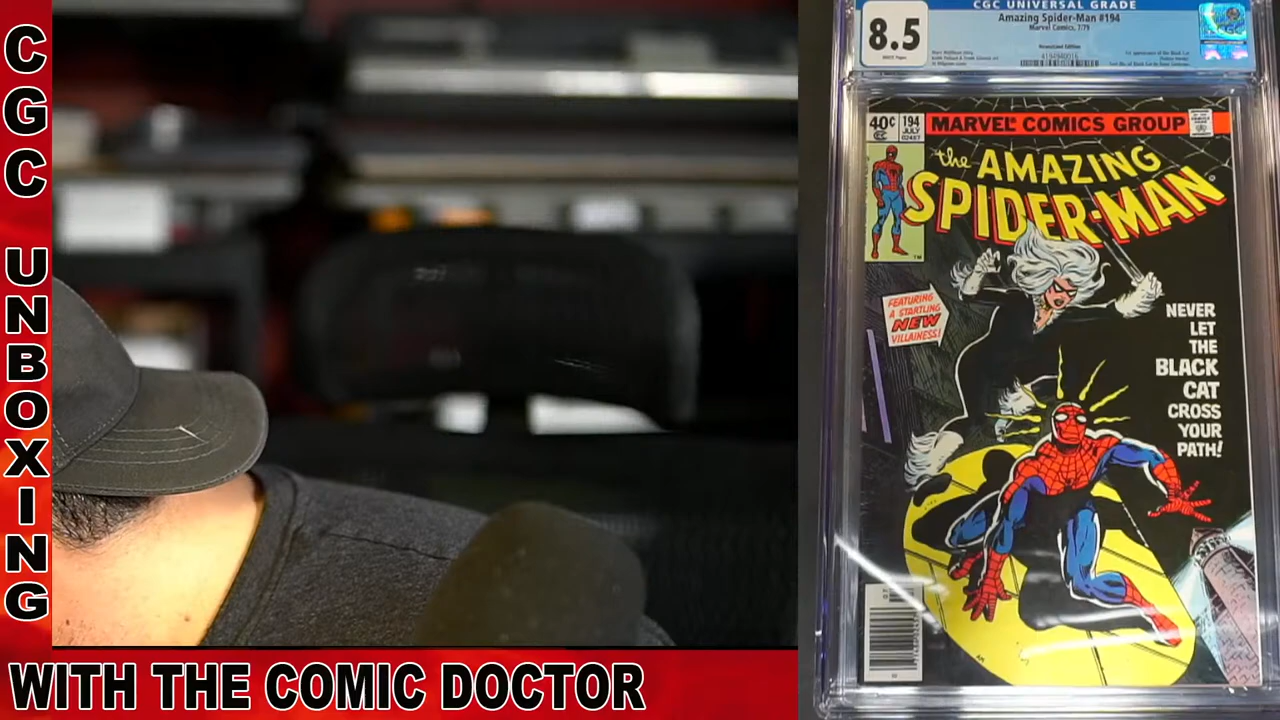 CGC UNBOXING
WITH THE COMIC DOCTOR
CGC UNIVERSAL GRADE
8.5
WHITE Pages
Amazing Spider-Man #194
Marvel Comics, 7/79
Newsstand Edition
40¢
194
JULY
MARVEL COMICS GROUP
the AMAZING
SPIDER-MAN
FEATURING
A STARTLING
NEW
VILLAINESS!
NEVER
LET
THE
BLACK
CAT
CROSS
YOUR
PATH!